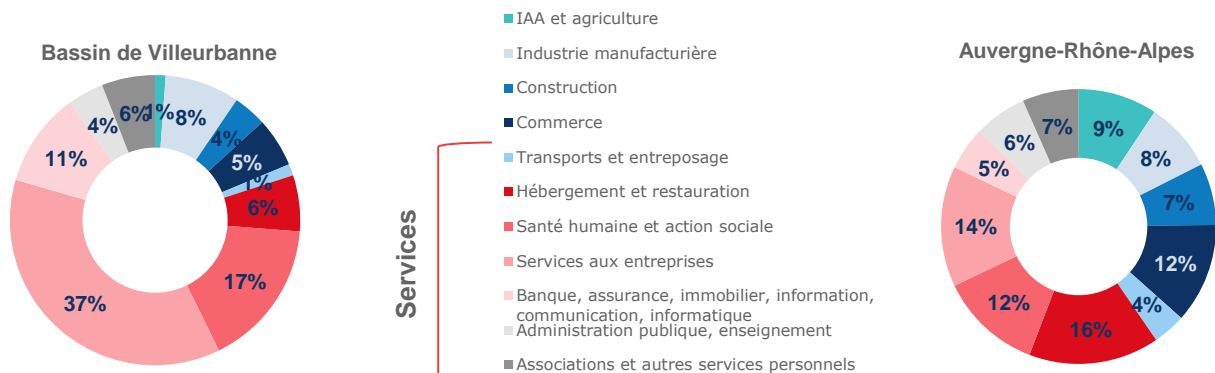 Bassin de Villeurbanne
1%
8%
4%
5%
1%
6%
17%
37%
11%
4%
6%
Services
IAA et agriculture
Industrie manufacturière
Construction
Commerce
Transports et entreposage
Hébergement et restauration
Santé humaine et action sociale
Services aux entreprises
Banque, assurance, immobilier, information,
communication, informatique
Administration publique, enseignement
Associations et autres services personnels
Auvergne-Rhône-Alpes
9%
8%
7%
12%
4%
16%
12%
14%
5%
6%
7%